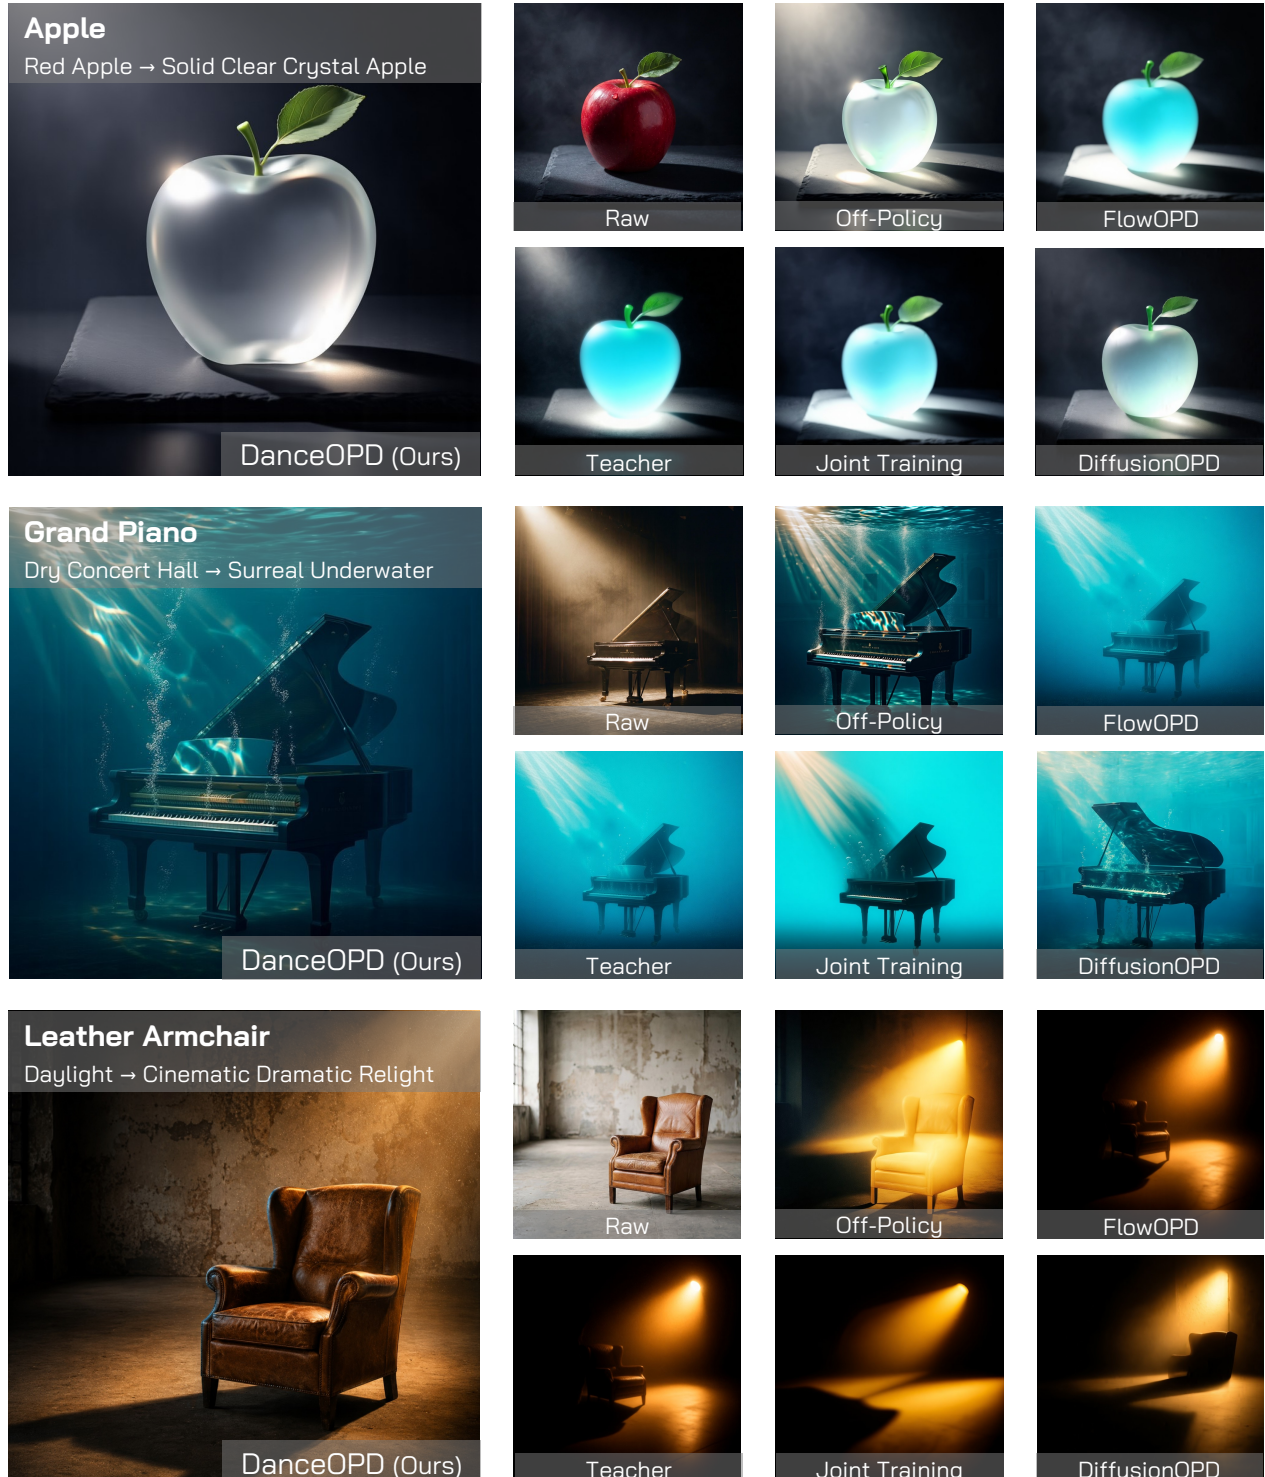 Apple
Red Apple → Solid Clear Crystal Apple
DanceOPD (Ours)
Raw
Off-Policy
FlowOPD
Teacher
Joint Training
DiffusionOPD
Grand Piano
Dry Concert Hall → Surreal Underwater
DanceOPD (Ours)
Raw
Off-Policy
FlowOPD
Teacher
Joint Training
DiffusionOPD
Leather Armchair
Daylight → Cinematic Dramatic Relight
DanceOPD (Ours)
Raw
Off-Policy
FlowOPD
Teacher
Joint Training
DiffusionOPD